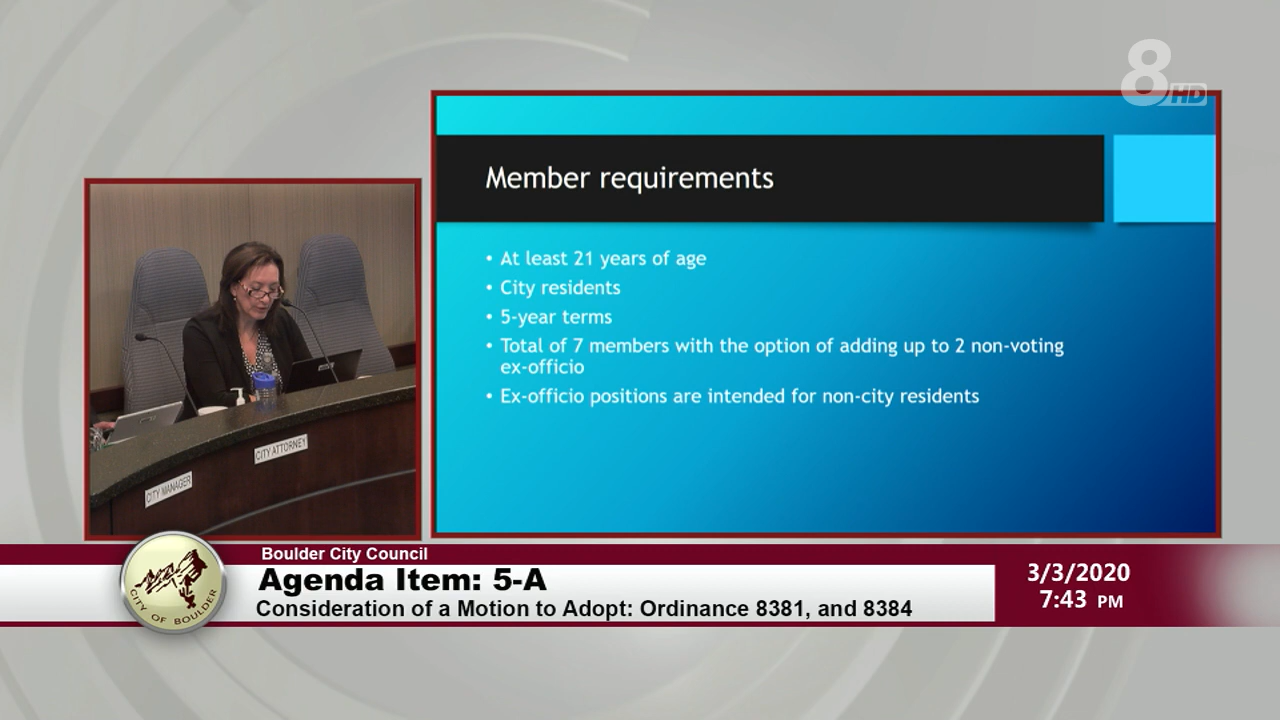 8 HD
Member requirements
• At least 21 years of age
• City residents
• 5-year terms
• Total of 7 members with the option of adding up to 2 non-voting
ex-officio
• Ex-officio positions are intended for non-city residents
CITY ATTORNEY
CITY MANAGER
Boulder City Council
Agenda Item: 5-A
Consideration of a Motion to Adopt: Ordinance 8381, and 8384
3/3/2020
7:43 PM
CITY OF BOULDER